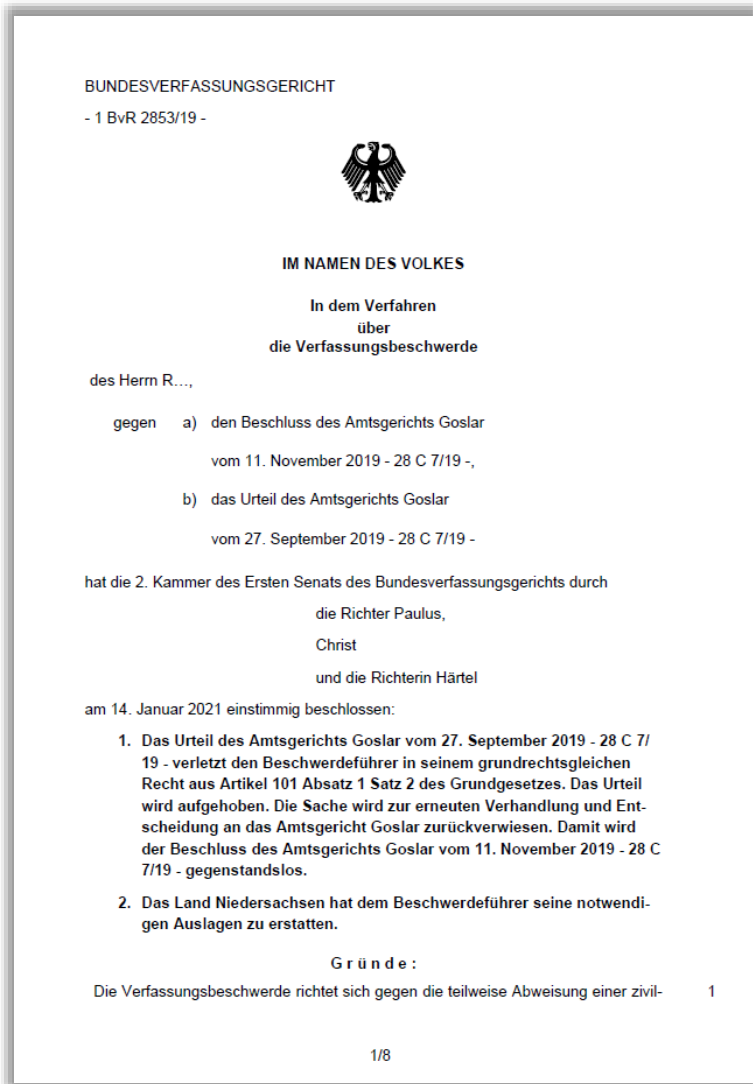 BUNDESVERFASSUNGSGERICHT
- 1 BvR 2853/19 -
IM NAMEN DES VOLKES
In dem Verfahren
über
die Verfassungsbeschwerde
des Herrn R…,
gegen a) den Beschluss des Amtsgerichts Goslar
vom 11. November 2019 - 28 C 7/19 -,
b) das Urteil des Amtsgerichts Goslar
vom 27. September 2019 - 28 C 7/19 -
hat die 2. Kammer des Ersten Senats des Bundesverfassungsgerichts durch
die Richter Paulus,
Christ
und die Richterin Härtel
am 14. Januar 2021 einstimmig beschlossen:
1. Das Urteil des Amtsgerichts Goslar vom 27. September 2019 - 28 C 7/
19 - verletzt den Beschwerdeführer in seinem grundrechtsgleichen
Recht aus Artikel 101 Absatz 1 Satz 2 des Grundgesetzes. Das Urteil
wird aufgehoben. Die Sache wird zur erneuten Verhandlung und Ent-
scheidung an das Amtsgericht Goslar zurückverwiesen. Damit wird
der Beschluss des Amtsgerichts Goslar vom 11. November 2019 - 28 C
7/19 - gegenstandslos.
2. Das Land Niedersachsen hat dem Beschwerdeführer seine notwendi-
gen Auslagen zu erstatten.
G r ü n d e :
Die Verfassungsbeschwerde richtet sich gegen die teilweise Abweisung einer zivil- 1
1/8